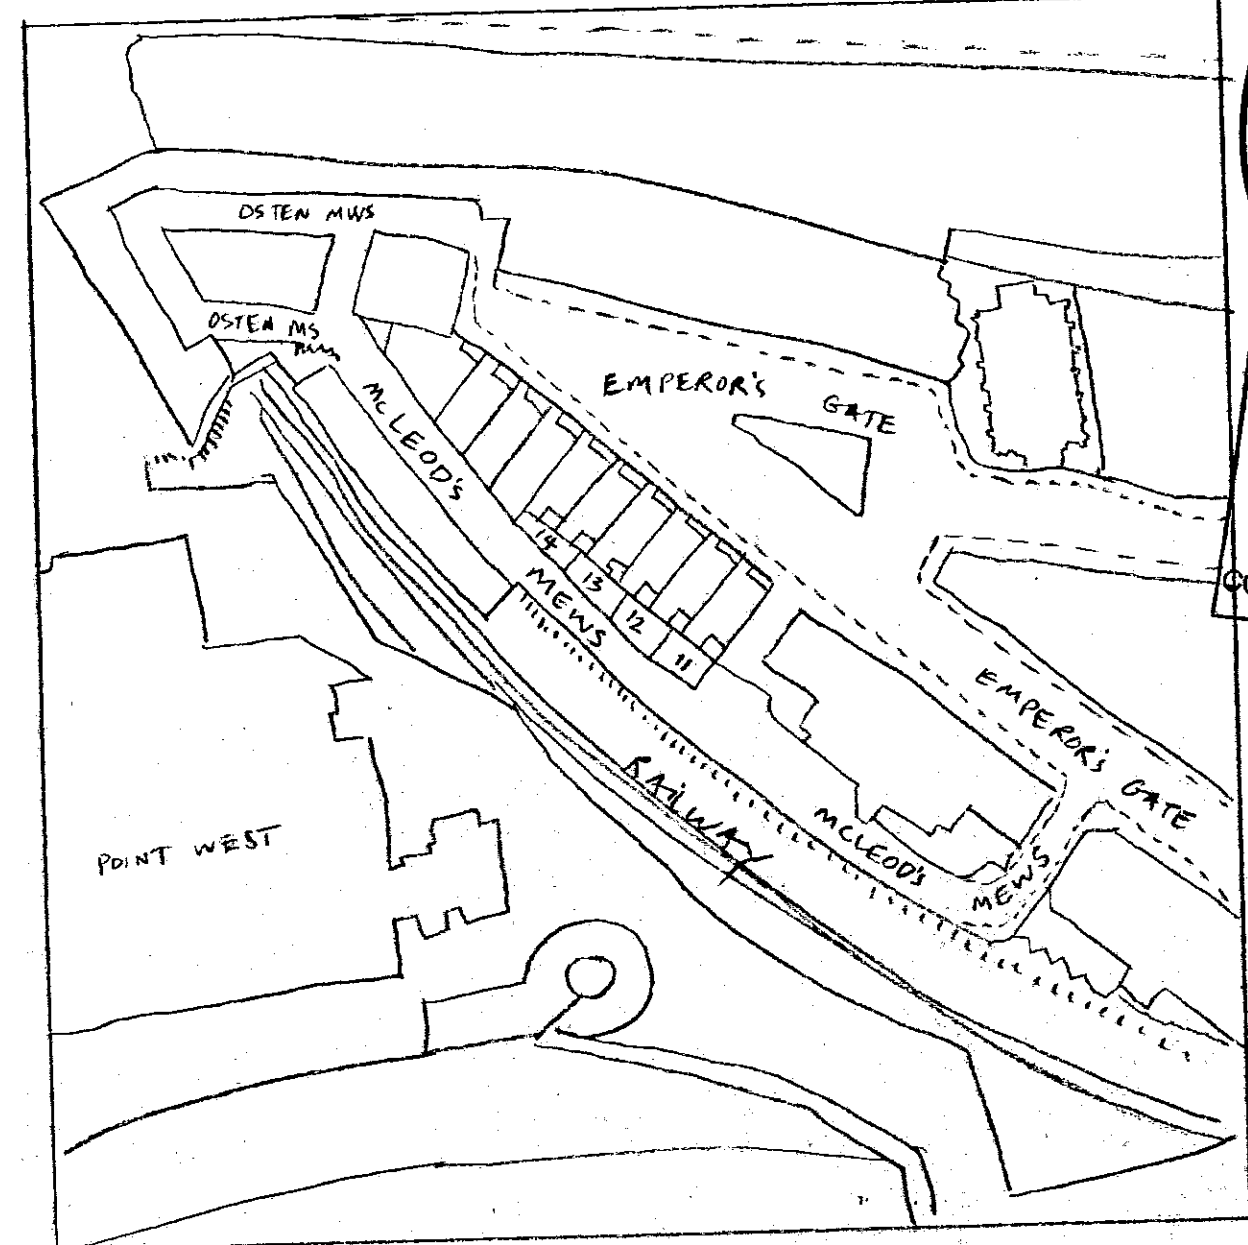 OSTEN MWS
OSTEN MS
McLEOD'S
MEWS
EMPEROR'S
GATE
14
13
12
11
EMPEROR'S
GATE
RAILWAY
MCLEOD'S
MEWS
POINT WEST